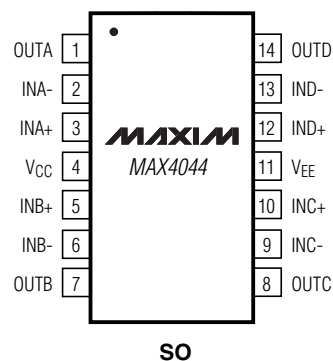 OUTA 1 14 OUTD
INA- 2 13 IND-
INA+ 3 MAXIM 12 IND+
VCC 4 MAX4044 11 VEE
INB+ 5 10 INC+
INB- 6 9 INC-
OUTB 7 8 OUTC
SO